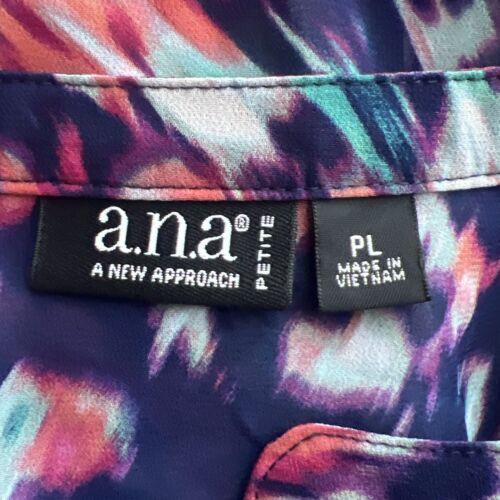 a.n.a®
A NEW APPROACH
PETITE
PL
MADE IN
VIETNAM